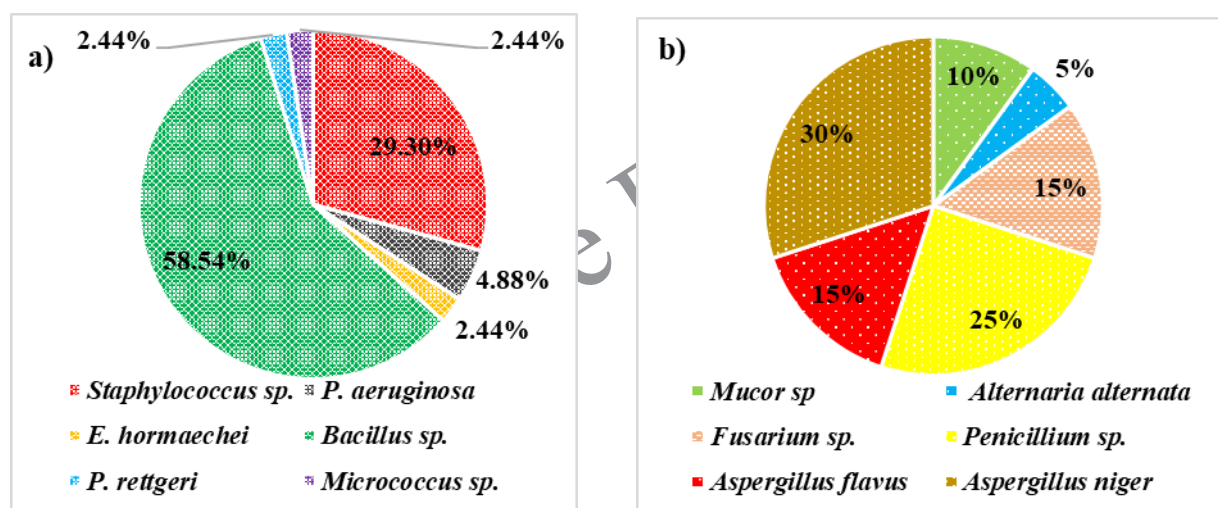 a)
2.44%
2.44%
29.30%
58.54%
4.88%
2.44%
Staphylococcus sp.
P. aeruginosa
E. hormaechei
Bacillus sp.
P. rettgeri
Micrococcus sp.
b)
10%
5%
30%
15%
15%
25%
Mucor sp
Alternaria alternata
Fusarium sp.
Penicillium sp.
Aspergillus flavus
Aspergillus niger
e